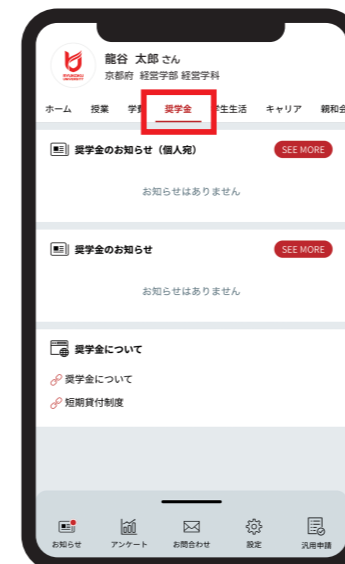 龍谷 太郎 さん
RYUKOKU
UNIVERSITY
京都府 経営学部 経営学科
ホーム 授業 学費 奨学金 学生生活 キャリア 親和会
奨学金のお知らせ（個人宛） SEE MORE
お知らせはありません
奨学金のお知らせ SEE MORE
お知らせはありません
奨学金について
奨学金について
短期貸付制度
お知らせ アンケート お問合わせ 設定 汎用申請